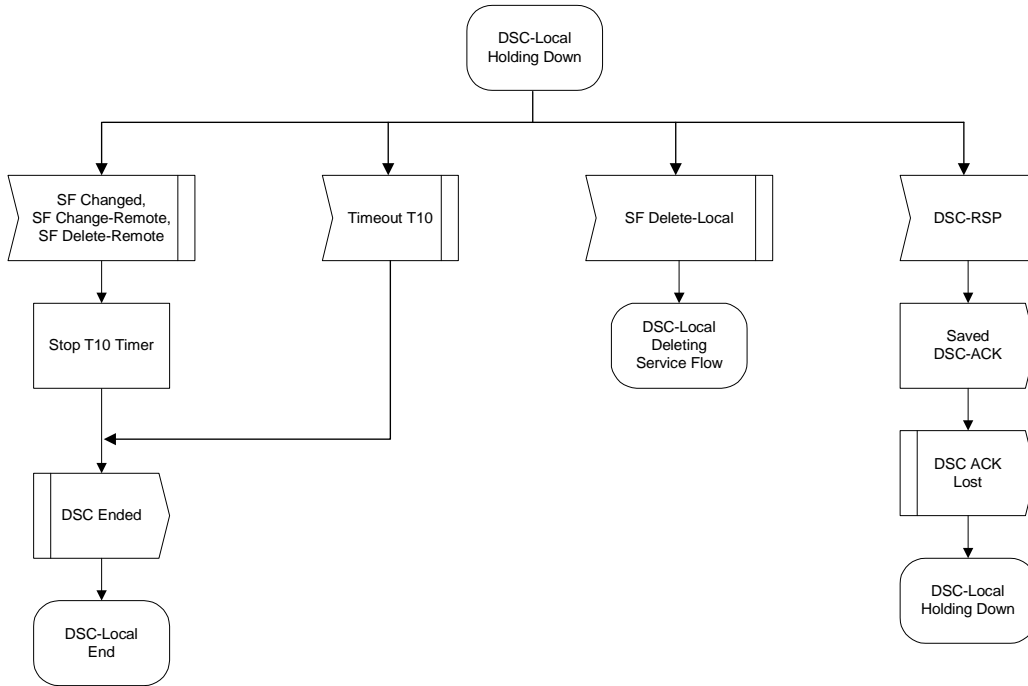 DSC-Local
Holding Down
SF Changed,
SF Change-Remote,
SF Delete-Remote
Timeout T10
SF Delete-Local
DSC-RSP
Stop T10 Timer
DSC-Local
Deleting
Service Flow
Saved
DSC-ACK
DSC Ended
DSC ACK
Lost
DSC-Local
End
DSC-Local
Holding Down